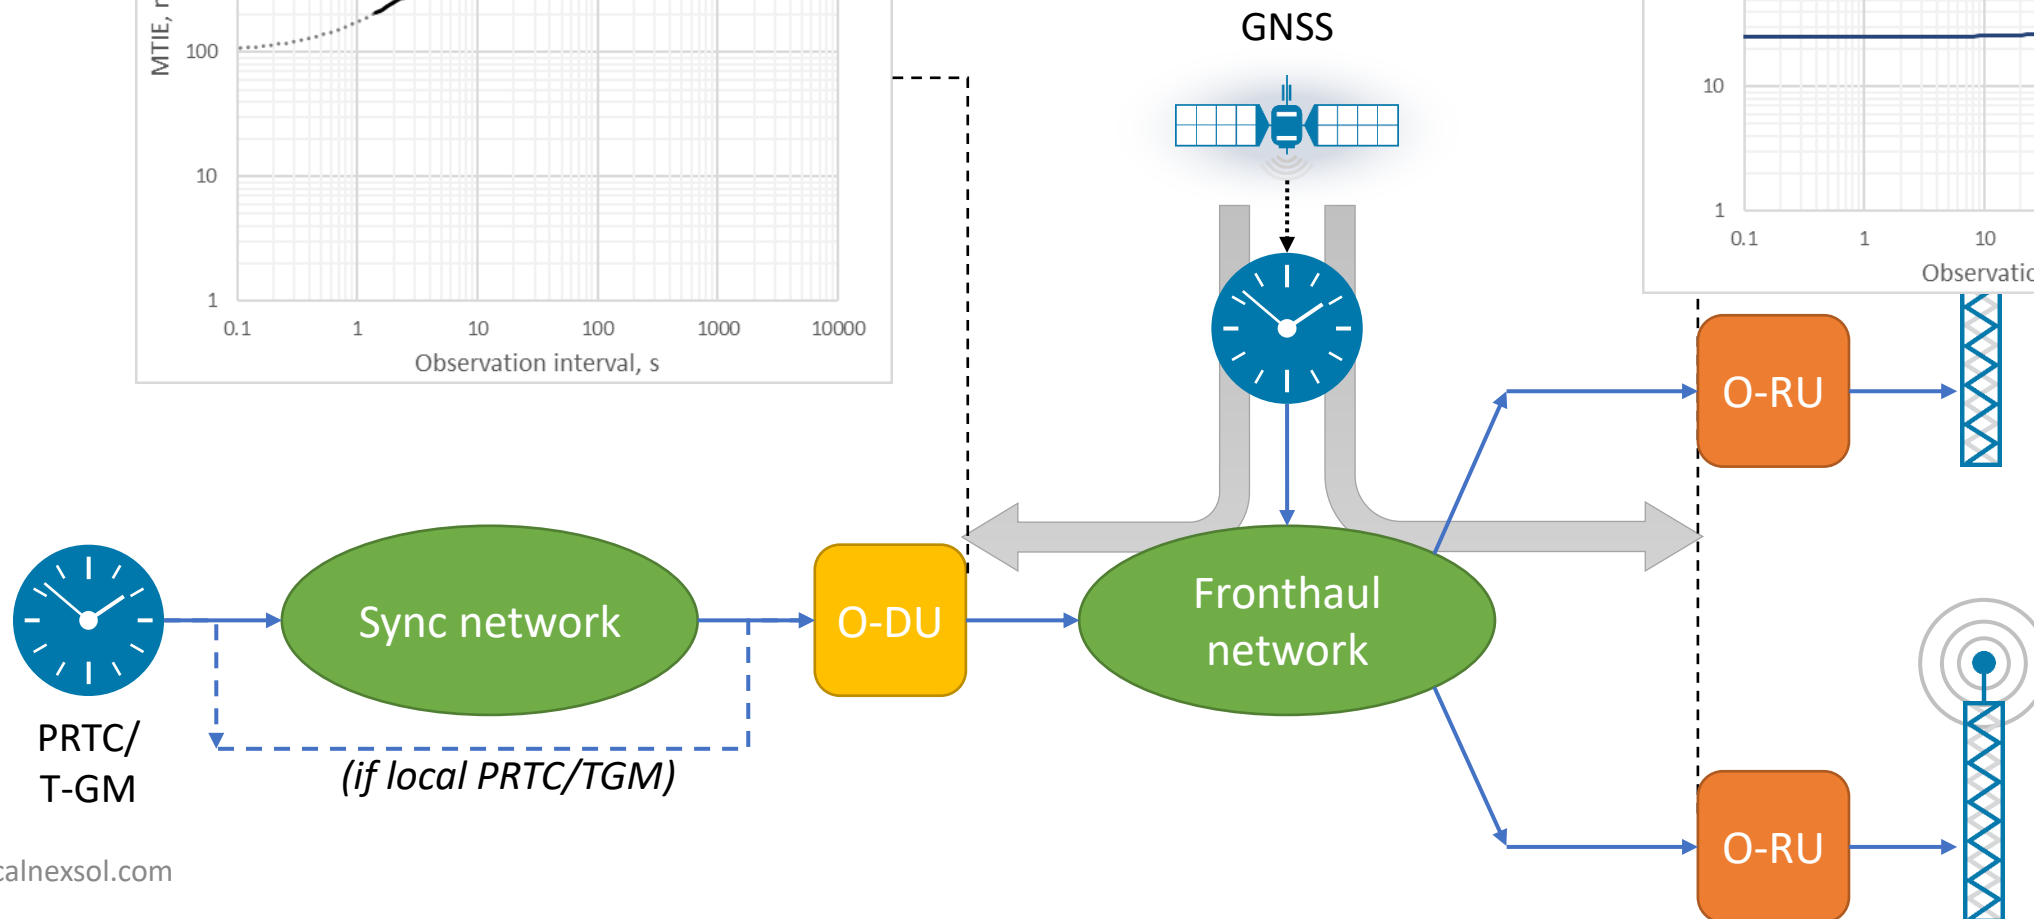 MTIE,
100
10
1
0.1 1 10 100 1000 10000
Observation interval, s
GNSS
10
1
0.1 1 10
O-RU
Sync network
O-DU
Fronthaul
network
PRTC/
T-GM
(if local PRTC/TGM)
O-RU